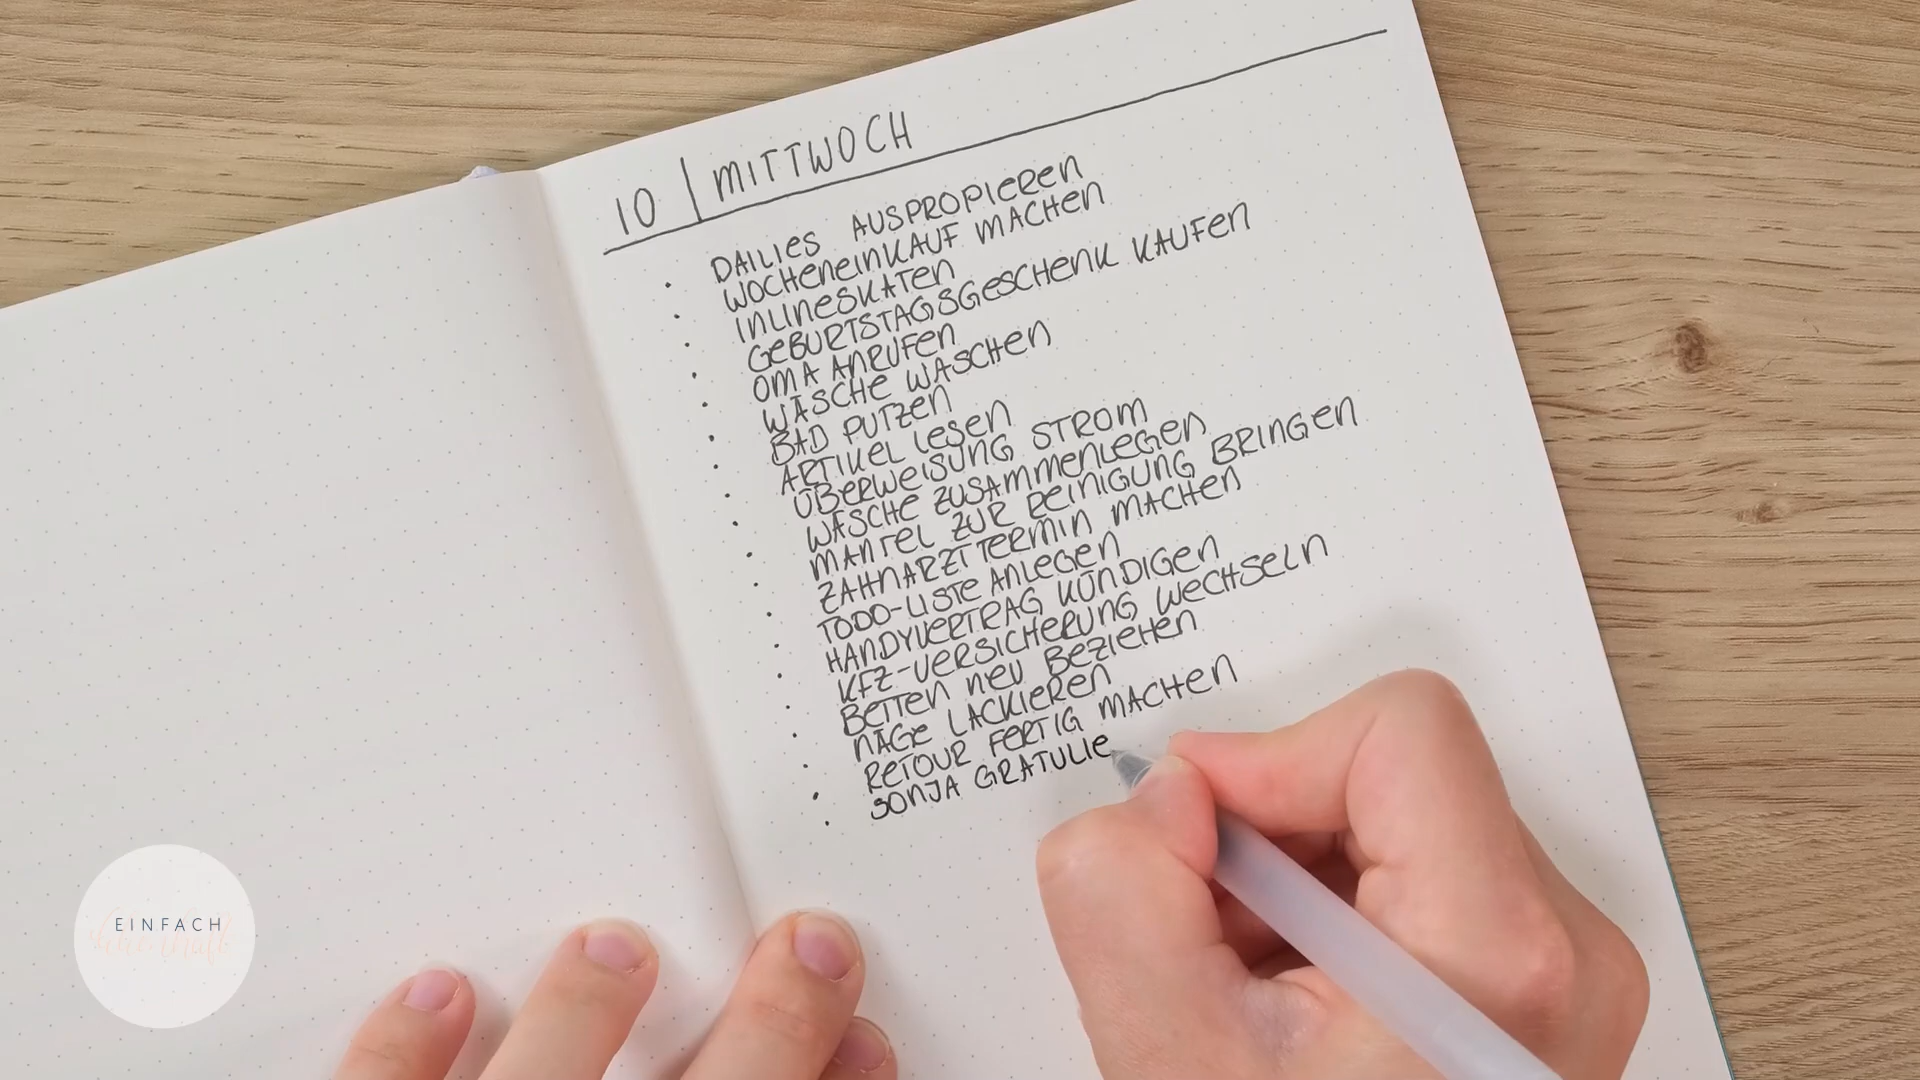 10 | MITTWOCH
DAILIES AUSPROPIEREN
WOCHENEINKAUF MACHEN
INLINESKATEN
GEBURTSTAGSGESCHENK KAUFEN
OMA ANRUFEN
WÄSCHE WASCHEN
BAD PUTZEN
ARTIKEL LESEN
ÜBERWEISUNG STROM
WÄSCHE ZUSAMMENLEGEN
MANTEL ZUR REINIGUNG BRINGEN
ZAHNARZTTERMIN MACHEN
TODO-LISTE ANLEGEN
HANDYVERTRAG KÜNDIGEN
KFZ-VERSICHERUNG WECHSELN
BETTEN NEU BEZIEHEN
NÄGE LACKIEREN
RETOUR FERTIG MACHEN
SONJA GRATULIE
EINFACH